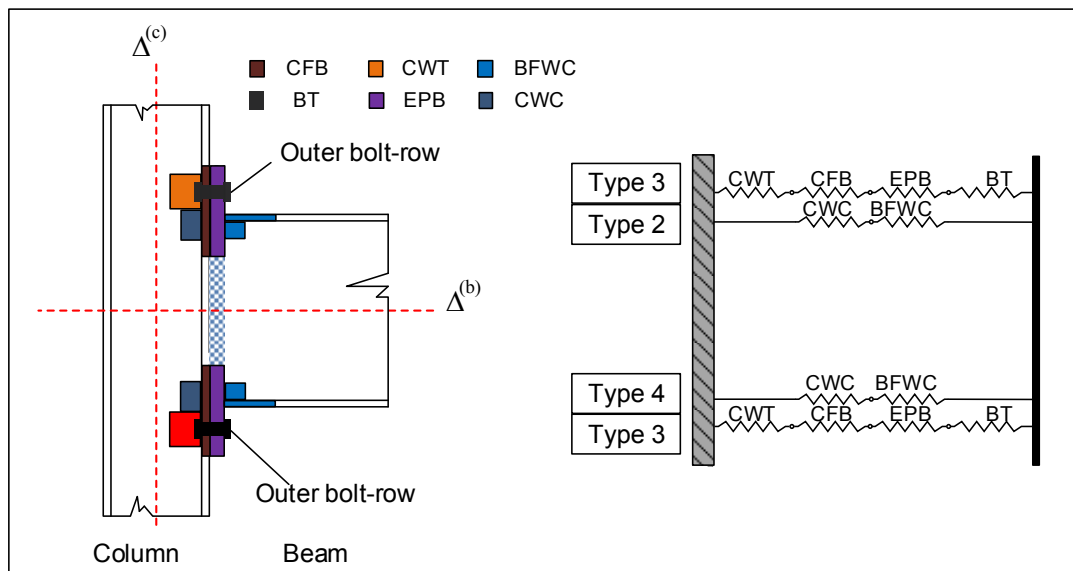 Δ(c)
CFB CWT BFWC
BT EPB CWC
Outer bolt-row
Δ(b)
Outer bolt-row
Column Beam
Type 3 CWT CFB EPB BT
Type 2 CWC BFWC
Type 4 CWC BFWC
Type 3 CWT CFB EPB BT